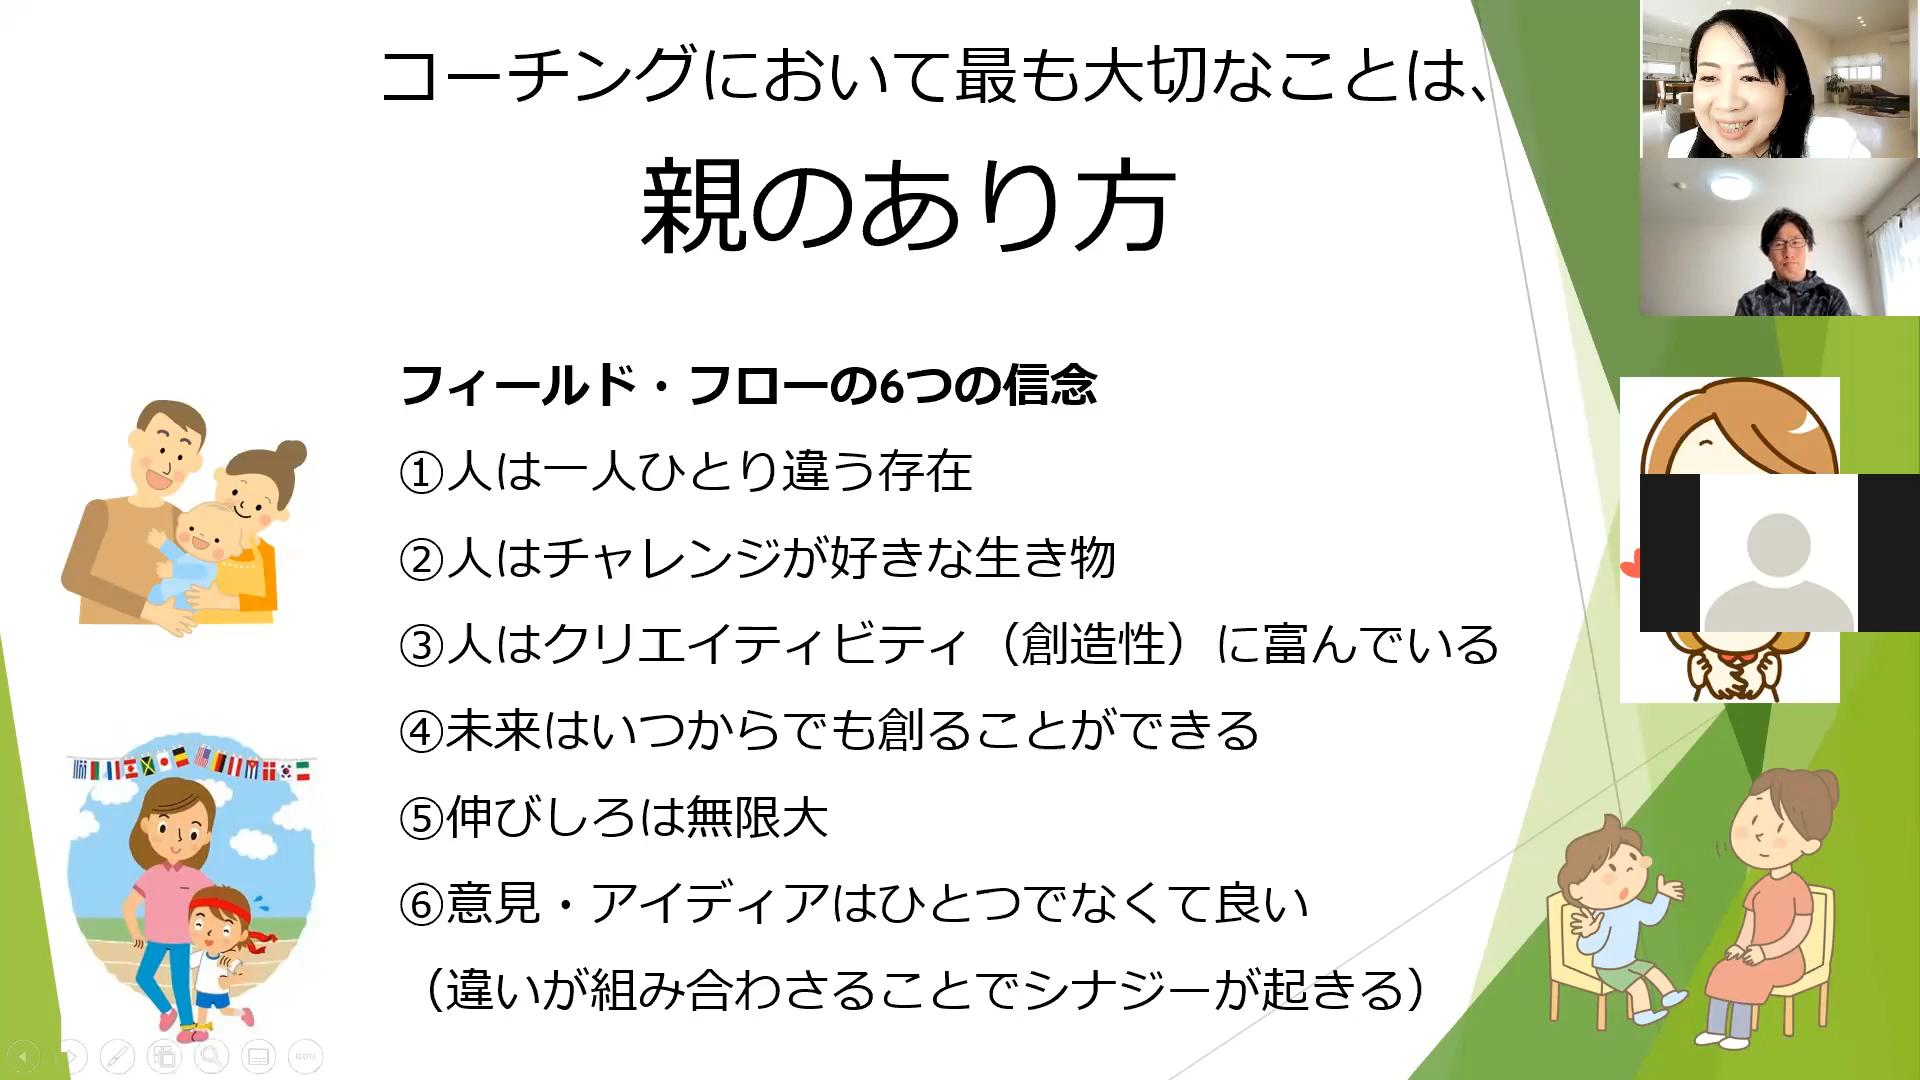 コーチングにおいて最も大切なことは、
親のあり方
フィールド・フローの6つの信念
①人は一人ひとり違う存在
②人はチャレンジが好きな生き物
③人はクリエイティビティ（創造性）に富んでいる
④未来はいつからでも創ることができる
⑤伸びしろは無限大
⑥意見・アイディアはひとつでなくて良い
（違いが組み合わさることでシナジーが起きる）